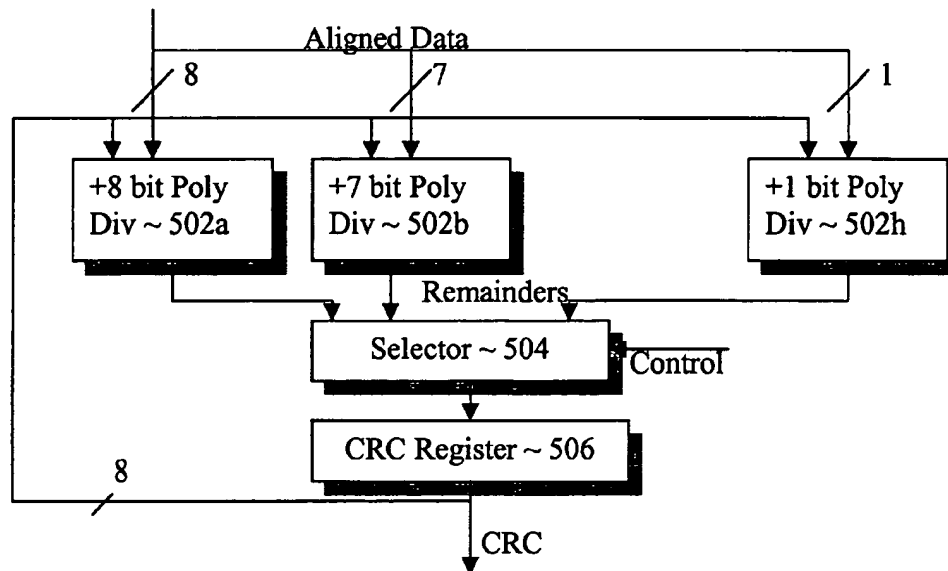 Aligned Data
8
7
1
+8 bit Poly
Div ~ 502a
+7 bit Poly
Div ~ 502b
+1 bit Poly
Div ~ 502h
Remainders
Selector ~ 504
Control
CRC Register ~ 506
8
CRC